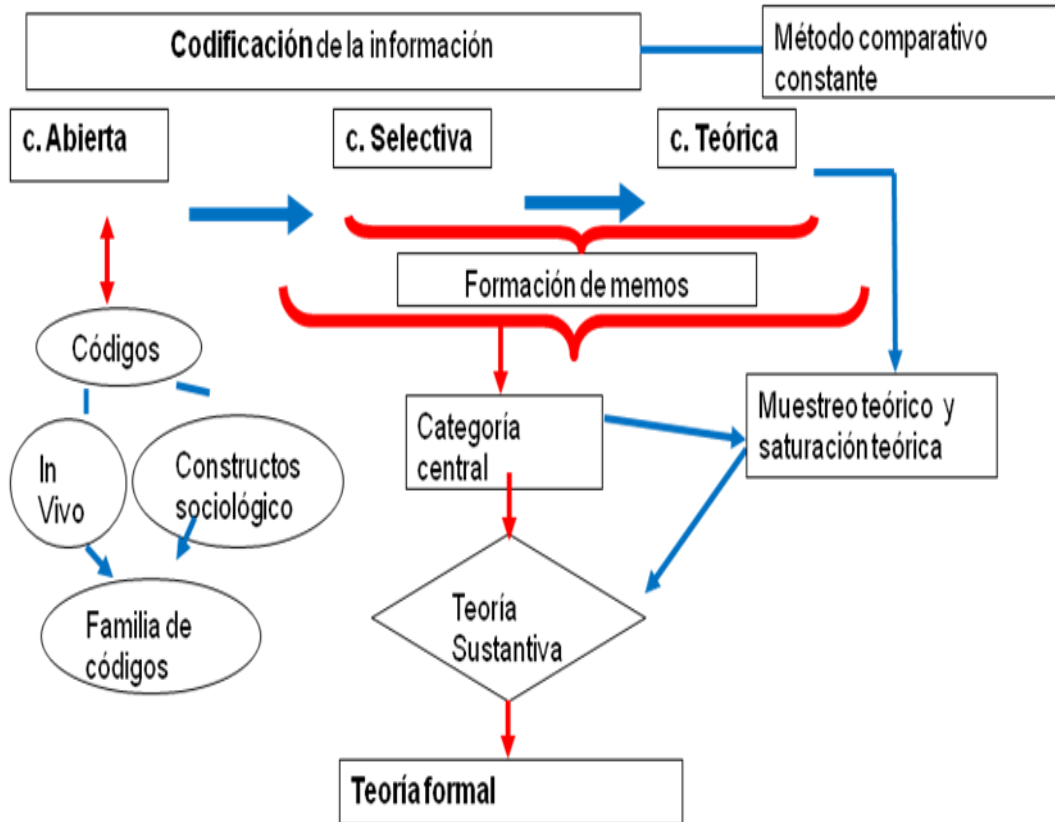 Codificación de la información
Método comparativo
constante
c. Abierta
c. Selectiva
c. Teórica
Formación de memos
Códigos
In
Vivo
Constructos
sociológico
Familia de
códigos
Categoría
central
Muestreo teórico y
saturación teórica
Teoría
Sustantiva
Teoría formal